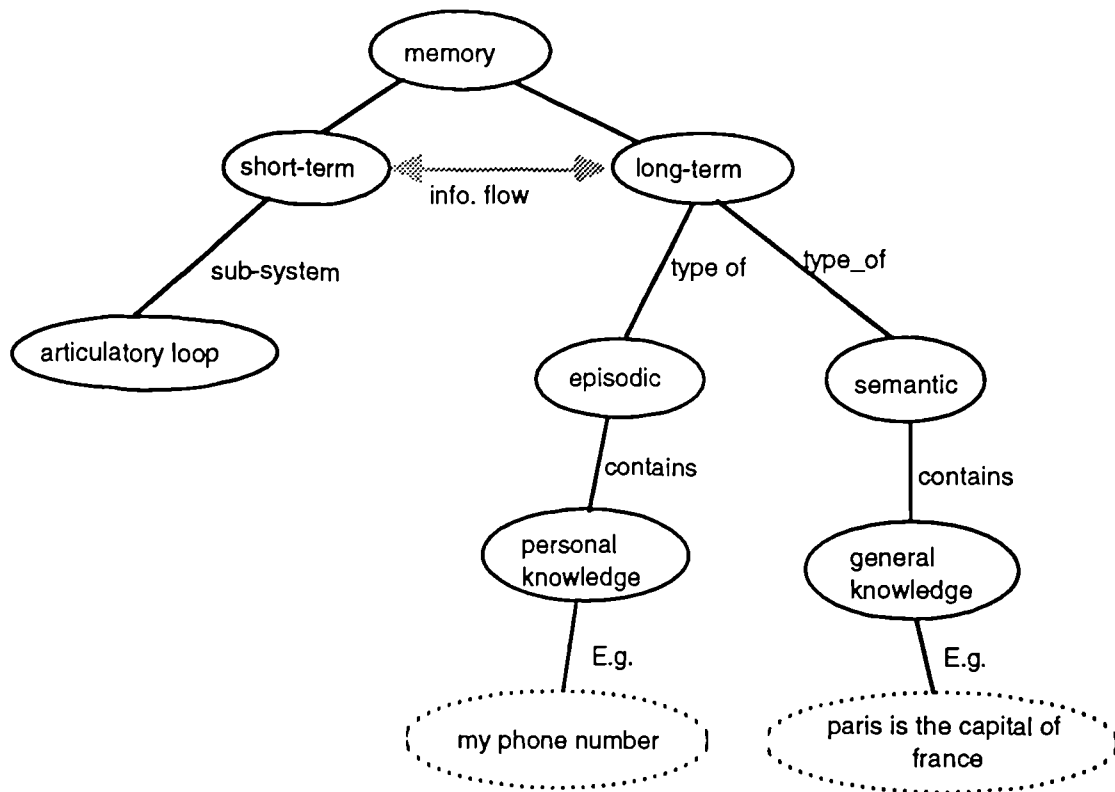 memory
short-term
long-term
info. flow
sub-system
type of
type_of
articulatory loop
episodic
semantic
contains
contains
personal
knowledge
general
knowledge
E.g.
E.g.
my phone number
paris is the capital of
france